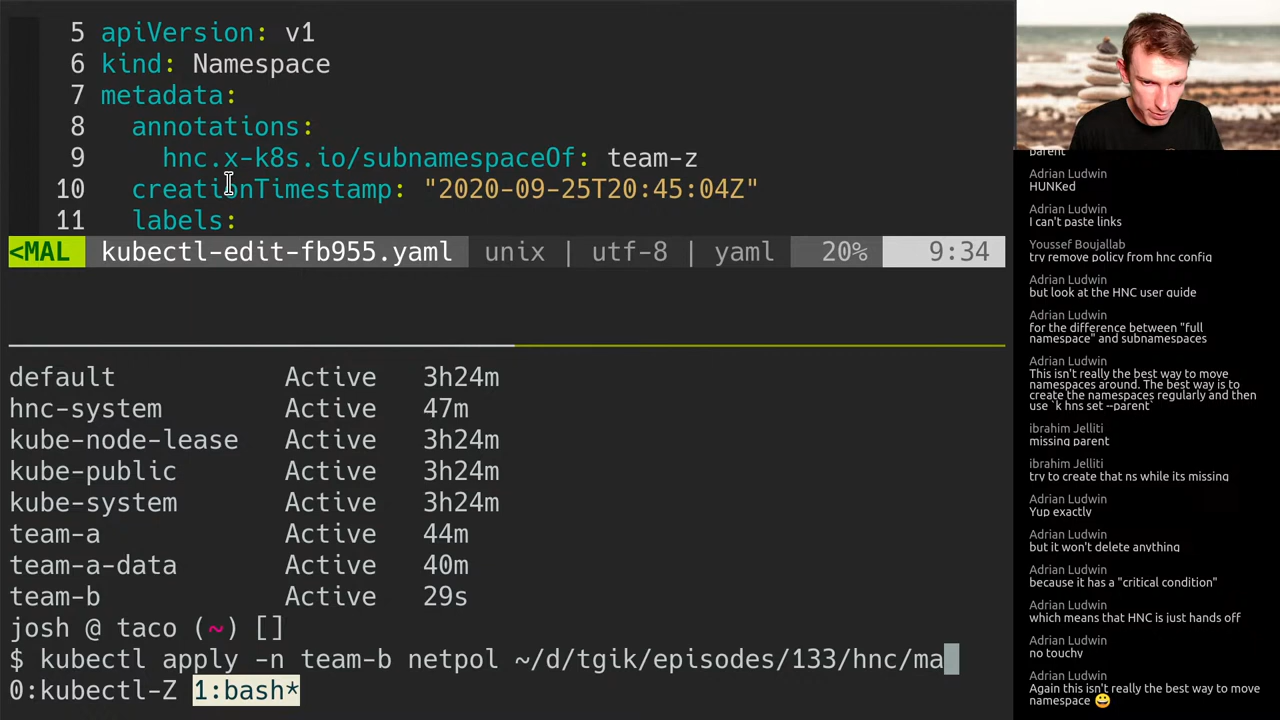 5 apiVersion: v1
6 kind: Namespace
7 metadata:
8 annotations:
9 hnc.x-k8s.io/subnamespaceOf: team-z
10 creationTimestamp: "2020-09-25T20:45:04Z"
11 labels:
<MAL kubectl-edit-fb955.yaml unix | utf-8 | yaml 20% 9:34
default Active 3h24m
hnc-system Active 47m
kube-node-lease Active 3h24m
kube-public Active 3h24m
kube-system Active 3h24m
team-a Active 44m
team-a-data Active 40m
team-b Active 29s
josh @ taco (~) []
$ kubectl apply -n team-b netpol ~/d/tgik/episodes/133/hnc/ma
0:kubectl-Z 1:bash*
parent
Adrian Ludwin
HUNKed
Adrian Ludwin
I can't paste links
Youssef Boujallab
try remove policy from hnc config
Adrian Ludwin
but look at the HNC user guide
Adrian Ludwin
for the difference between "full
namespace" and subnamespaces
Adrian Ludwin
This isn't really the best way to move
namespaces around. The best way is to
create the namespaces regularly and then
use `k hns set --parent`
ibrahim Jelliti
missing parent
ibrahim Jelliti
try to create that ns while its missing
Adrian Ludwin
Yup exactly
Adrian Ludwin
but it won't delete anything
Adrian Ludwin
because it has a "critical condition"
Adrian Ludwin
which means that HNC is just hands off
Adrian Ludwin
no touchy
Adrian Ludwin
Again this isn't really the best way to move
namespace 😀